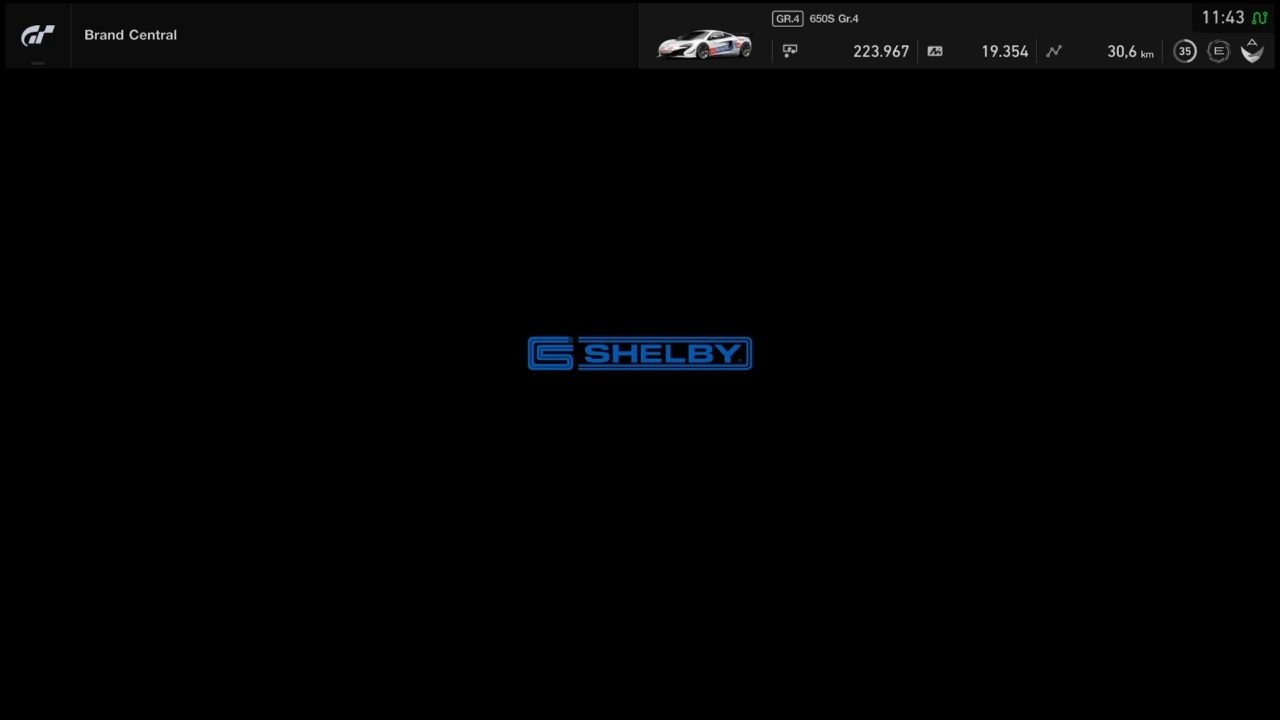 Brand Central
GR.4 650S Gr.4
11:43
223.967
19.354
30,6 km
35
E
A
SHELBY